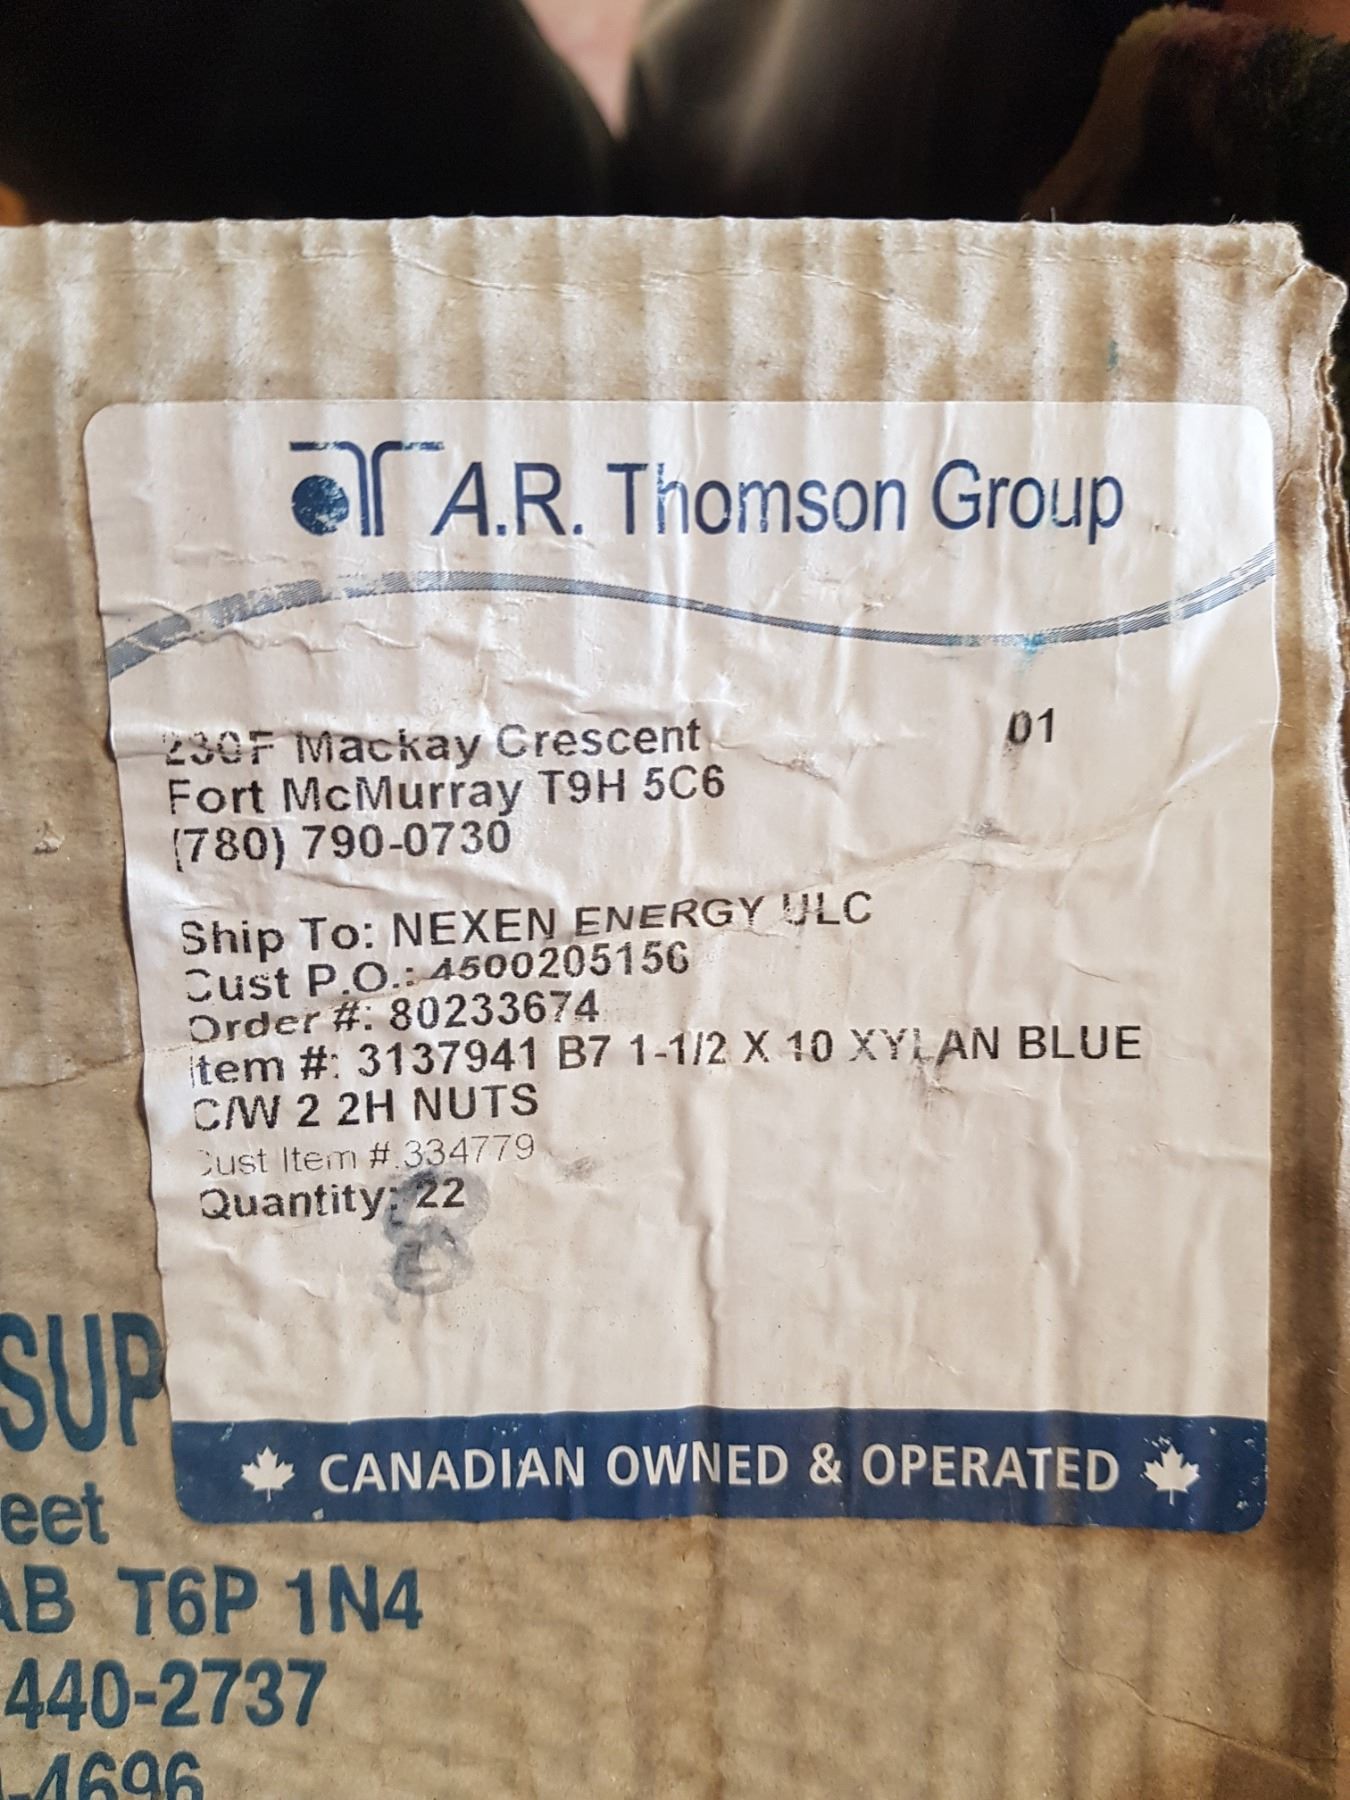 aT A.R. Thomson Group
230F Mackay Crescent 01
Fort McMurray T9H 5C6
(780) 790-0730
Ship To: NEXEN ENERGY ULC
Cust P.O.: 4500205156
Order #: 80233674
Item #: 3137941 B7 1-1/2 X 10 XYLAN BLUE
C/W 2 2H NUTS
Cust Item #.334779
Quantity: 22
CANADIAN OWNED & OPERATED
SUP
eet
AB T6P 1N4
440-2737
-4696